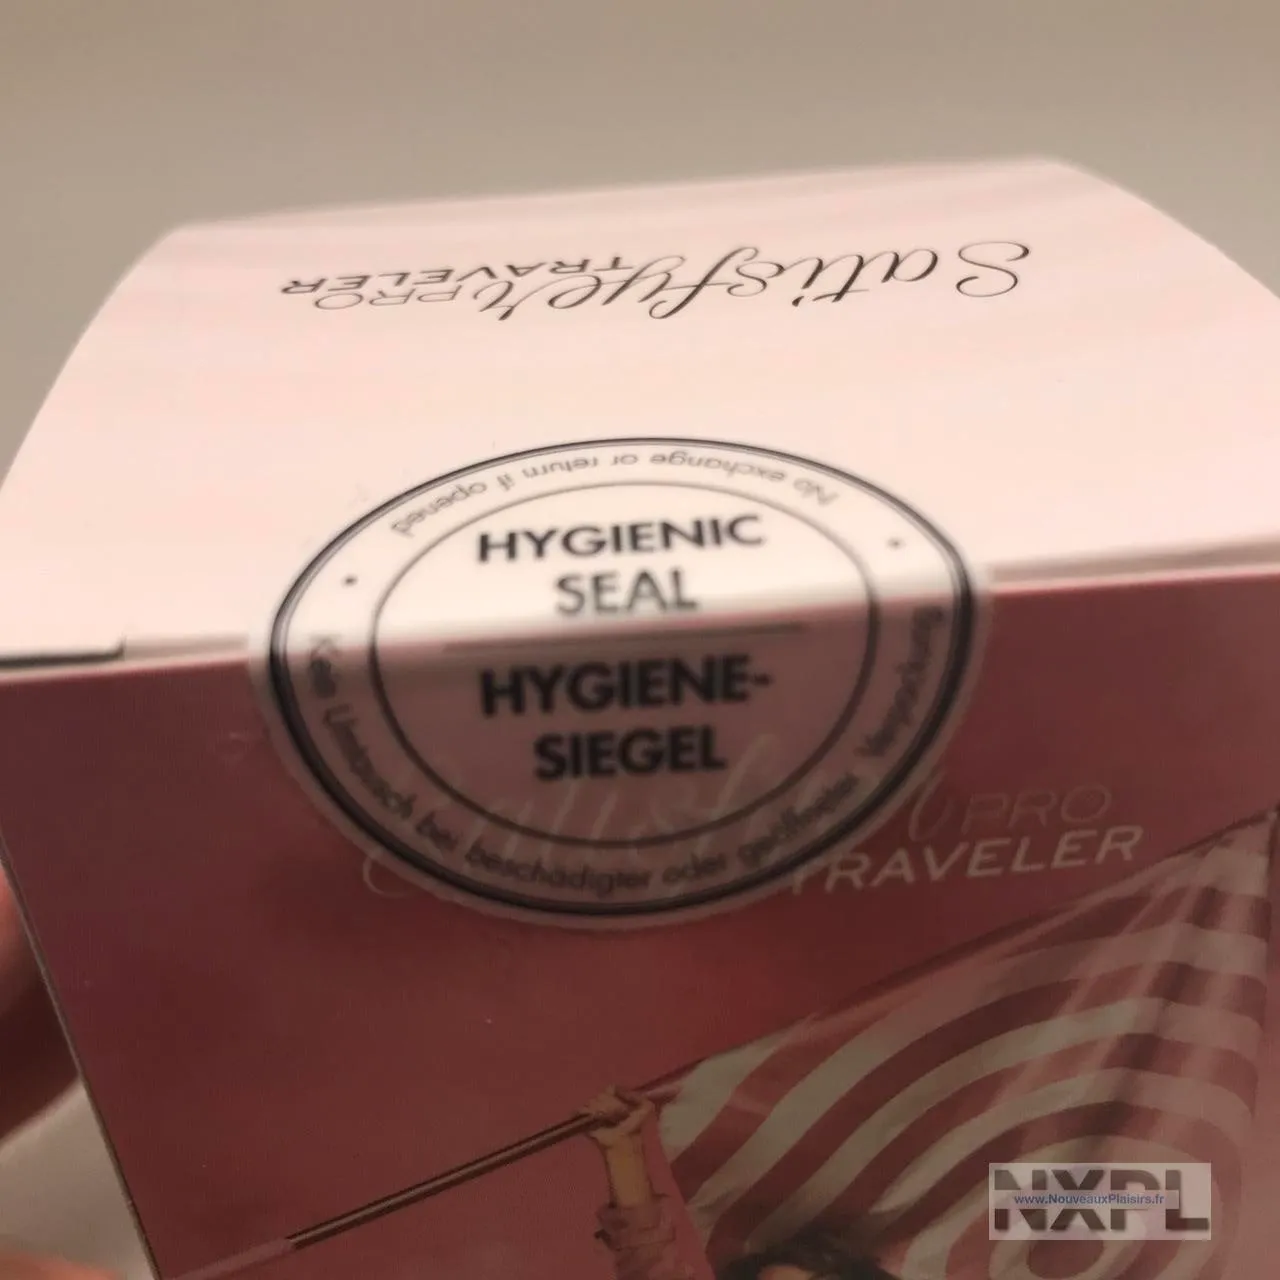 Satisfyer PRO
TRAVELER
No exchange or return if opened
HYGIENIC
SEAL
HYGIENE-
SIEGEL
Kein Umtausch bei beschädigter oder geöffneter Verpackung
PRO
TRAVELER
NXPL
www.NouveauxPlaisirs.fr